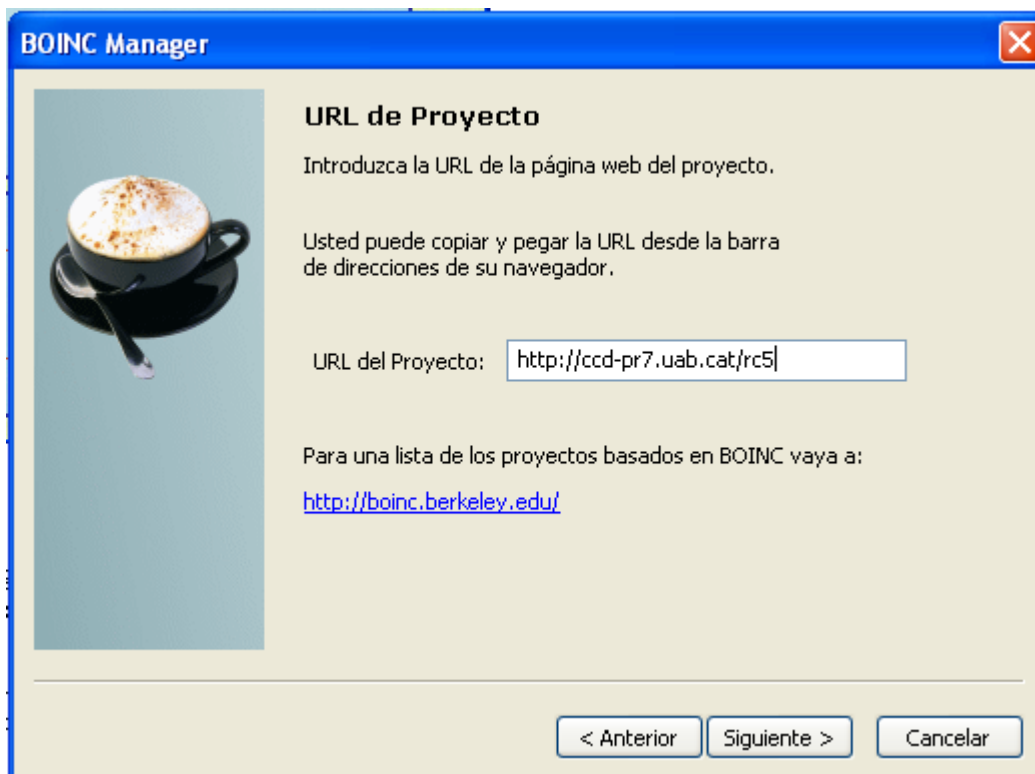 BOINC Manager
URL de Proyecto
Introduzca la URL de la página web del proyecto.
Usted puede copiar y pegar la URL desde la barra
de direcciones de su navegador.
URL del Proyecto: http://ccd-pr7.uab.cat/rc5
Para una lista de los proyectos basados en BOINC vaya a:
http://boinc.berkeley.edu/
< Anterior Siguiente > Cancelar